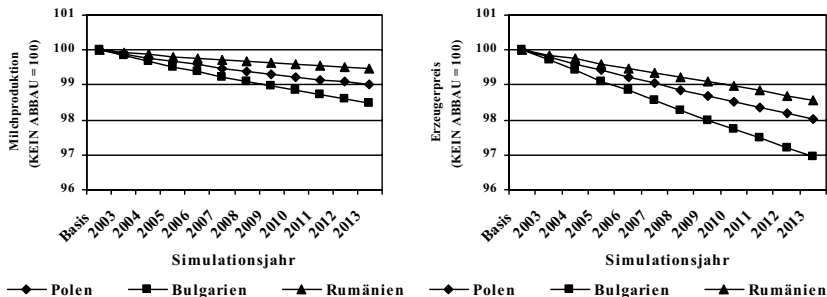 Milchproduktion
(KEIN ABBAU = 100)
101
100
99
98
97
96
Basis
2003
2004
2005
2006
2007
2008
2009
2010
2011
2012
2013
Simulationsjahr
Polen
Bulgarien
Rumänien
Erzeugerpreis
(KEIN ABBAU = 100)
101
100
99
98
97
96
Basis
2003
2004
2005
2006
2007
2008
2009
2010
2011
2012
2013
Simulationsjahr
Polen
Bulgarien
Rumänien